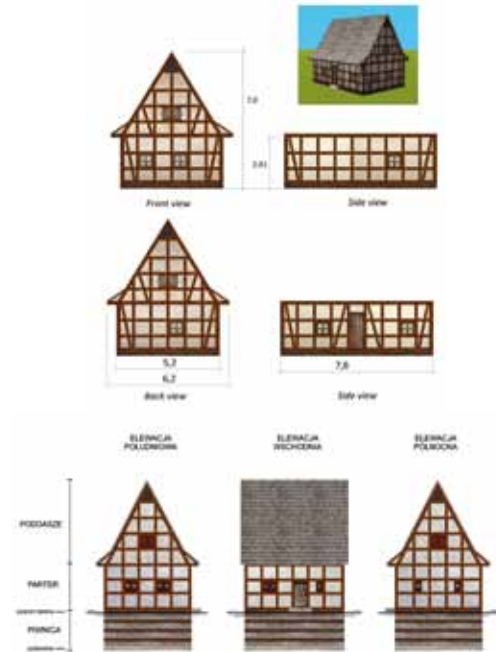 7,0
2.61
Front view
Side view
5,2
6,2
7,6
Back view
Side view
ELEWACJA
POŁUDNIOWA
ELEWACJA
WSCHODNIA
ELEWACJA
PÓŁNOCNA
PODDASZE
PARTER
PIWNICA